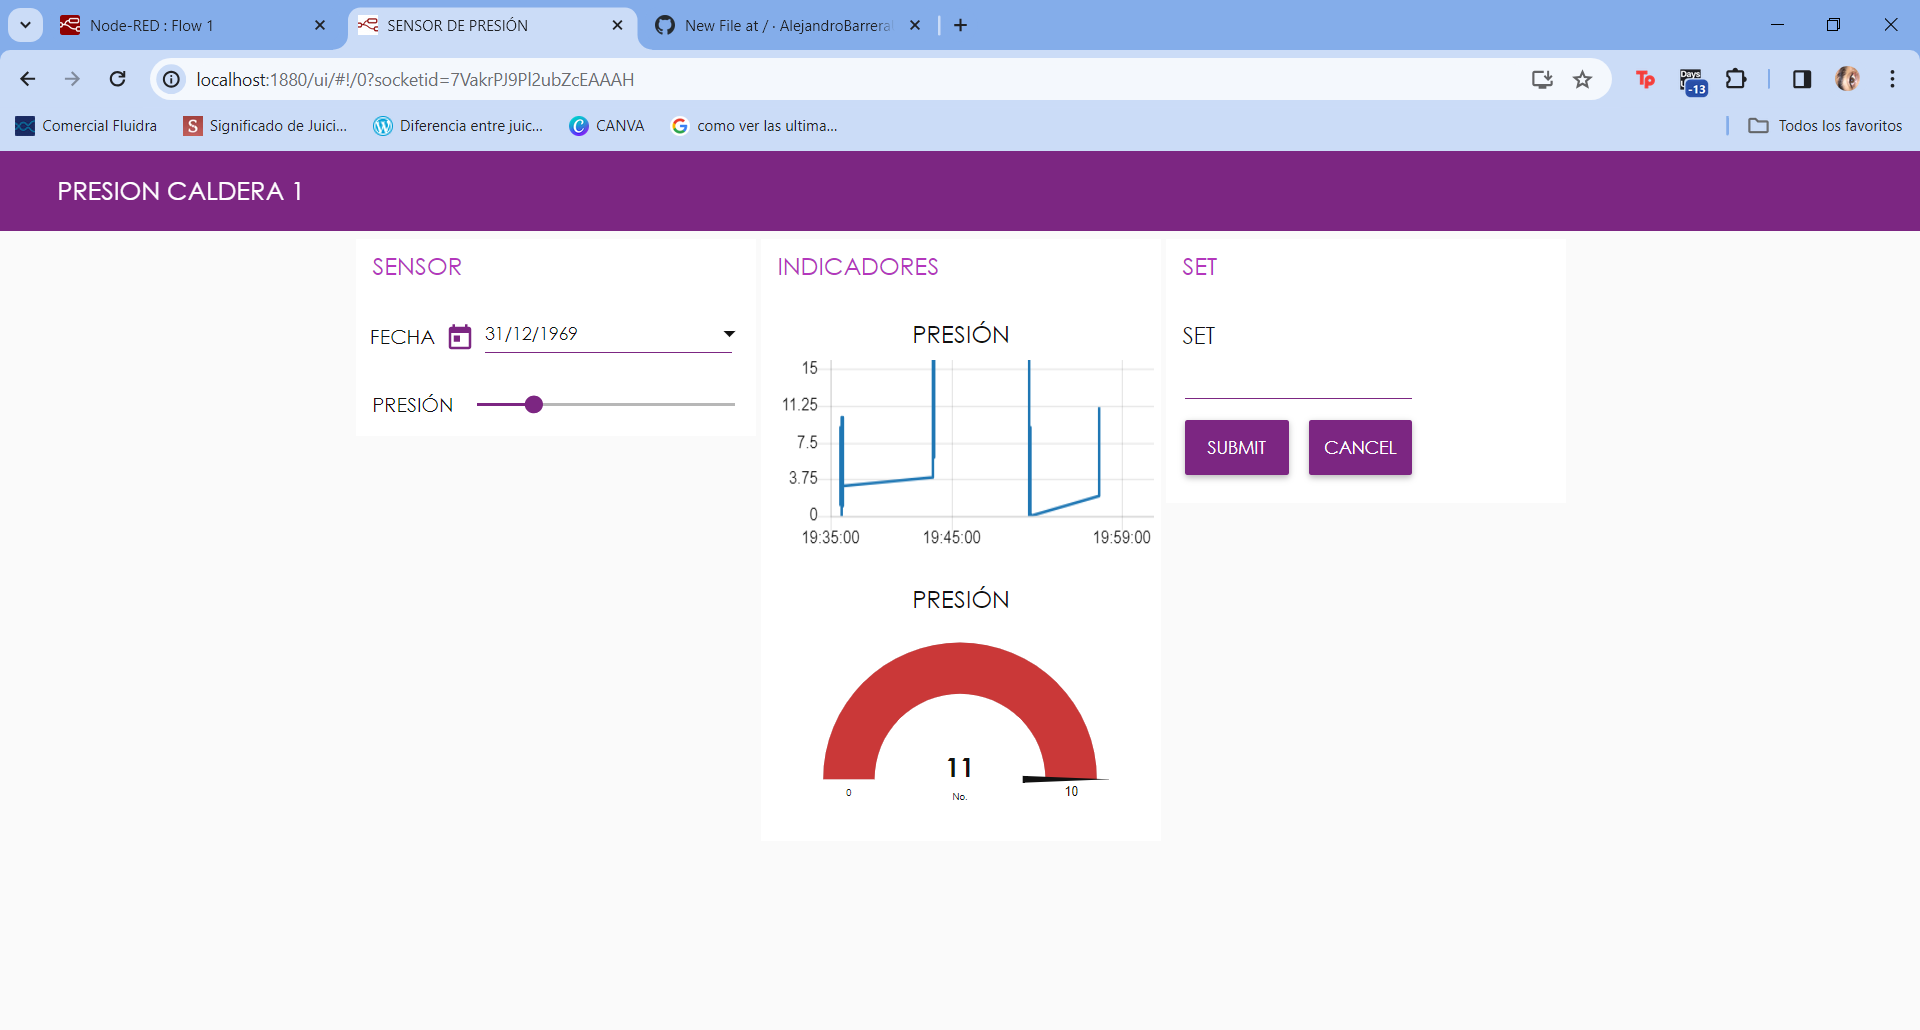 Node-RED : Flow 1
SENSOR DE PRESIÓN
New File at / · AlejandroBarrera
localhost:1880/ui/#!/0?socketid=7VakrPJ9Pl2ubZcEAAAH
Tp
Days
-13
Comercial Fluidra
S
Significado de Juici...
Diferencia entre juic...
CANVA
como ver las ultima...
Todos los favoritos
PRESION CALDERA 1
SENSOR
FECHA
31/12/1969
PRESIÓN
INDICADORES
PRESIÓN
15
11.25
7.5
3.75
0
19:35:00
19:45:00
19:59:00
PRESIÓN
11
No.
0
10
SET
SET
SUBMIT
CANCEL